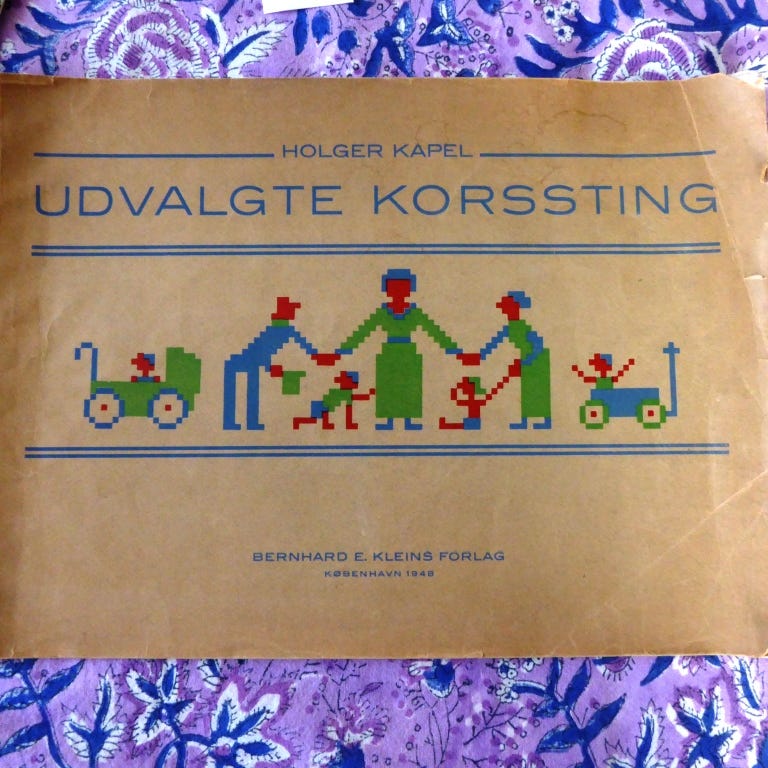 HOLGER KAPEL
UDVALGTE KORSSTING
BERNHARD E. KLEINS FORLAG
KØBENHAVN 1948